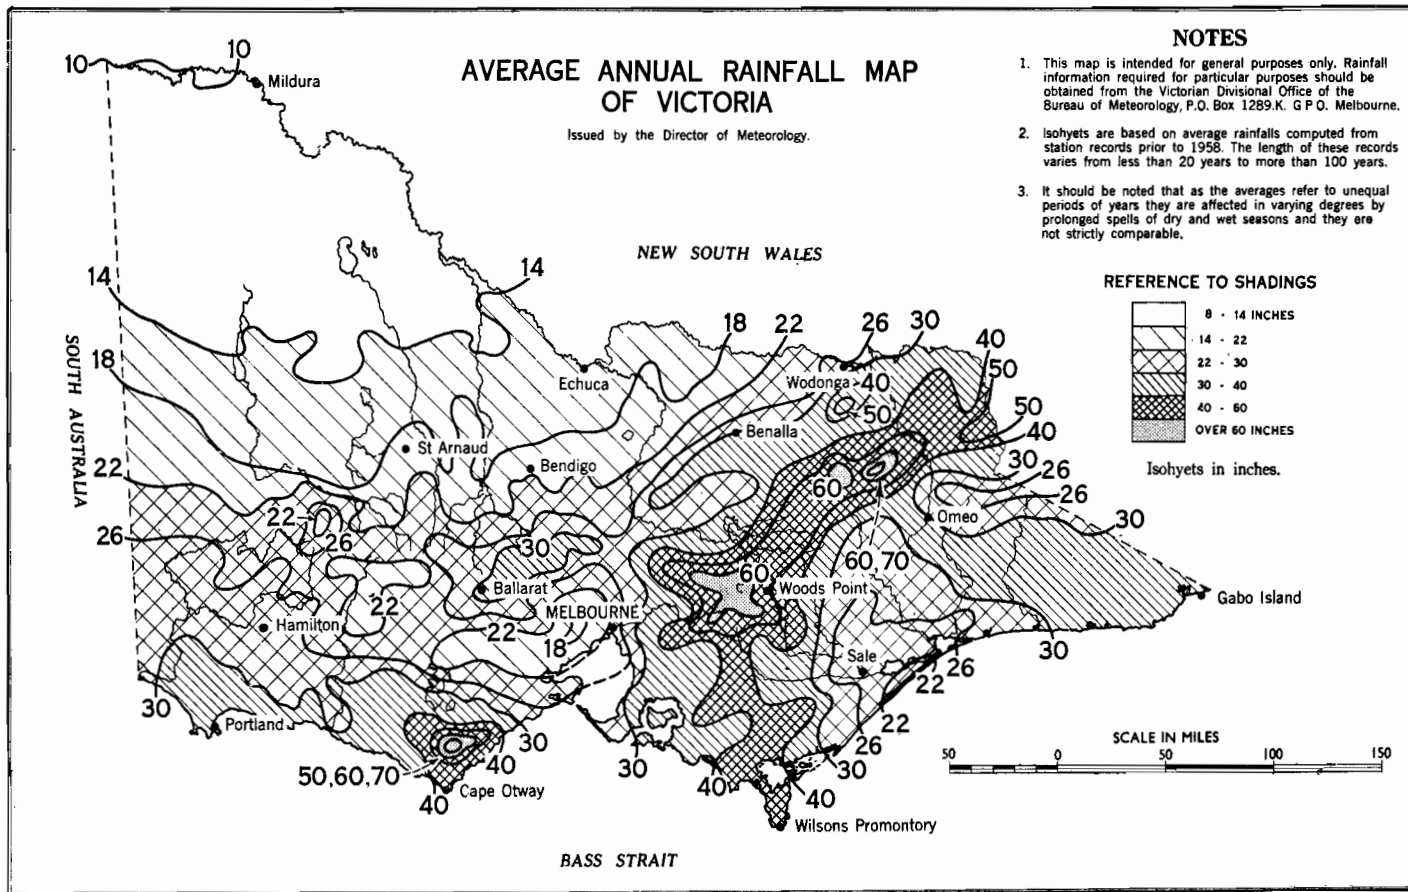 AVERAGE ANNUAL RAINFALL MAP
OF VICTORIA
Issued by the Director of Meteorology.
NOTES
1. This map is intended for general purposes only. Rainfall
information required for particular purposes should be
obtained from the Victorian Divisional Office of the
Bureau of Meteorology, P.O. Box 1289.K. G P O. Melbourne.
2. Isohyets are based on average rainfalls computed from
station records prior to 1958. The length of these records
varies from less than 20 years to more than 100 years.
3. It should be noted that as the averages refer to unequal
periods of years they are affected in varying degrees by
prolonged spells of dry and wet seasons and they are
not strictly comparable.
REFERENCE TO SHADINGS
8 - 14 INCHES
14 - 22
22 - 30
30 - 40
40 - 60
OVER 60 INCHES
Isohyets in inches.
10
10
Mildura
NEW SOUTH WALES
14
14
18
22
26
30
40
50
SOUTH AUSTRALIA
18
Echuca
Wodonga
40
50
50
40
St Arnaud
Benalla
22
Bendigo
30
26
26
60
22
26
26
30
Omeo
30
60,70
60
Ballarat
Woods Point
22
MELBOURNE
Gabo Island
Hamilton
22
18
Sale
26
30
22
30
Portland
22
26
30
30
30
40
50,60,70
40
Cape Otway
40
40
Wilsons Promontory
SCALE IN MILES
50 0 50 100 150
BASS STRAIT